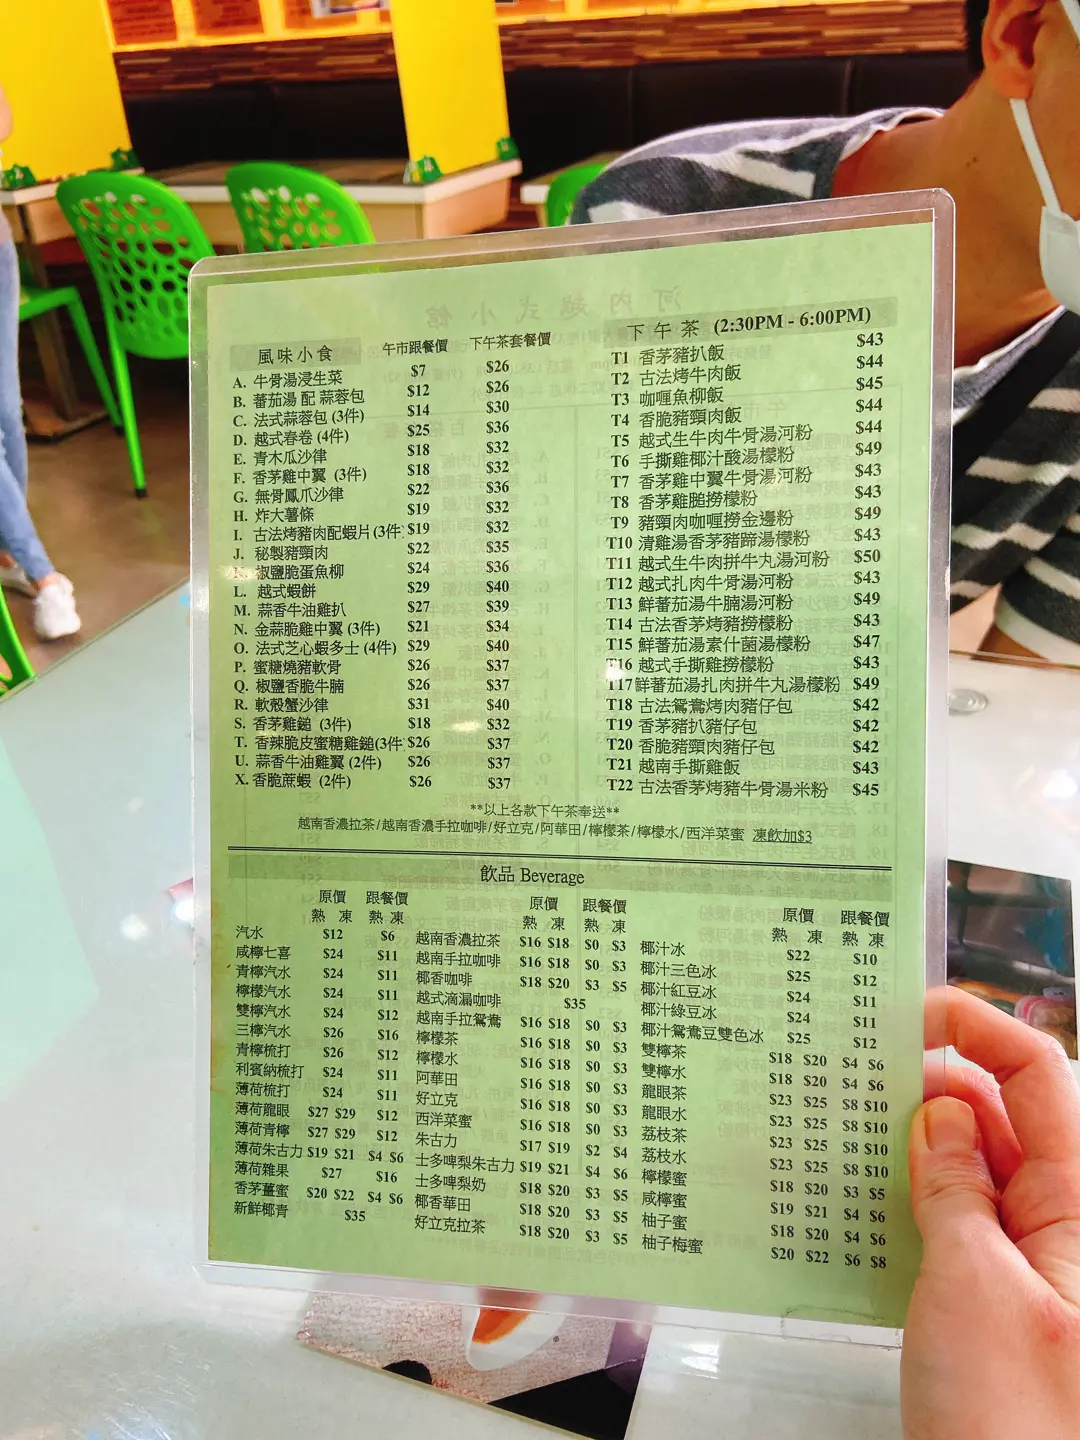 風味小食 午市跟餐價 下午茶套餐價
A. 牛骨湯浸生菜 $7 $26
B. 蕃茄湯 配 蒜蓉包 $12 $26
C. 法式蒜蓉包 (3件) $14 $30
D. 越式春卷 (4件) $25 $36
E. 青木瓜沙律 $18 $32
F. 香茅雞中翼 (3件) $18 $32
G. 無骨鳳爪沙律 $22 $36
H. 炸大薯條 $19 $32
I. 古法烤豬肉配蝦片(3件 $19 $32
J. 秘製豬頸肉 $22 $35
K. 椒鹽脆蛋魚柳 $24 $36
L. 越式蝦餅 $29 $40
M. 蒜香牛油雞扒 $27 $39
N. 金蒜脆雞中翼 (3件) $21 $34
O. 法式芝心蝦多士 (4件) $29 $40
P. 蜜糖燒豬軟骨 $26 $37
Q. 椒鹽香脆牛腩 $26 $37
R. 軟殼蟹沙律 $31 $40
S. 香茅雞鎚 (3件) $18 $32
T. 香辣脆皮蜜糖雞鎚(3件 $26 $37
U. 蒜香牛油雞翼 (2件) $26 $37
X. 香脆蔗蝦 (2件) $26 $37
下午茶 (2:30PM - 6:00PM)
T1 香茅豬扒飯 $43
T2 古法烤牛肉飯 $44
T3 咖喱魚柳飯 $45
T4 香脆豬頸肉飯 $44
T5 越式生牛肉牛骨湯河粉 $44
T6 手撕雞椰汁酸湯檬粉 $49
T7 香茅雞中翼牛骨湯河粉 $43
T8 香茅雞膇撈檬粉 $43
T9 豬頸肉咖喱撈金邊粉 $49
T10 清雞湯香茅豬蹄湯檬粉 $43
T11 越式生牛肉拼牛丸湯河粉 $50
T12 越式扎肉牛骨湯河粉 $43
T13 鮮蕃茄湯牛腩湯河粉 $49
T14 古法香茅烤豬撈檬粉 $43
T15 鮮蕃茄湯素什菌湯檬粉 $47
T16 越式手撕雞撈檬粉 $43
T17 鮮蕃茄湯扎肉拼牛丸湯檬粉 $49
T18 古法鴛鴦烤肉豬仔包 $42
T19 香茅豬扒豬仔包 $42
T20 香脆豬頸肉豬仔包 $42
T21 越南手撕雞飯 $43
T22 古法香茅烤豬牛骨湯米粉 $45
**以上各款下午茶奉送**
越南香濃拉茶/越南香濃手拉咖啡/好立克/阿華田/檸檬茶/檸檬水/西洋菜蜜 凍飲加$3
飲品 Beverage
原價 跟餐價
熱 凍 熱 凍
汽水 $12 $6
咸檸七喜 $24 $11
青檸汽水 $24 $11
檸檬汽水 $24 $11
雙檸汽水 $24 $12
三檸汽水 $26 $16
青檸梳打 $26 $12
利賓納梳打 $24 $11
薄荷梳打 $24 $11
薄荷龍眼 $27 $29 $12
薄荷青檸 $27 $29 $12
薄荷朱古力 $19 $21 $4 $6
薄荷雜果 $27 $16
香茅薑蜜 $20 $22 $4 $6
新鮮椰青 $35
原價 跟餐價
熱 凍 熱 凍
越南香濃拉茶 $16 $18 $0 $3
越南手拉咖啡 $16 $18 $0 $3
椰香咖啡 $18 $20 $3 $5
越式滴漏咖啡 $35
越南手拉鴛鴦 $16 $18 $0 $3
檸檬茶 $16 $18 $0 $3
檸檬水 $16 $18 $0 $3
阿華田 $16 $18 $0 $3
好立克 $16 $18 $0 $3
西洋菜蜜 $16 $18 $0 $3
朱古力 $17 $19 $2 $4
士多啤梨朱古力 $19 $21 $4 $6
士多啤梨奶 $18 $20 $3 $5
椰香華田 $18 $20 $3 $5
好立克拉茶 $18 $20 $3 $5
原價 跟餐價
熱 凍 熱 凍
椰汁冰 $22 $10
椰汁三色冰 $25 $12
椰汁紅豆冰 $24 $11
椰汁綠豆冰 $24 $11
椰汁鴛鴦豆雙色冰 $25 $12
雙檸茶 $18 $20 $4 $6
雙檸水 $18 $20 $4 $6
龍眼茶 $23 $25 $8 $10
龍眼水 $23 $25 $8 $10
荔枝茶 $23 $25 $8 $10
荔枝水 $23 $25 $8 $10
檸檬蜜 $18 $20 $3 $5
咸檸蜜 $19 $21 $4 $6
柚子蜜 $18 $20 $4 $6
柚子梅蜜 $20 $22 $6 $8